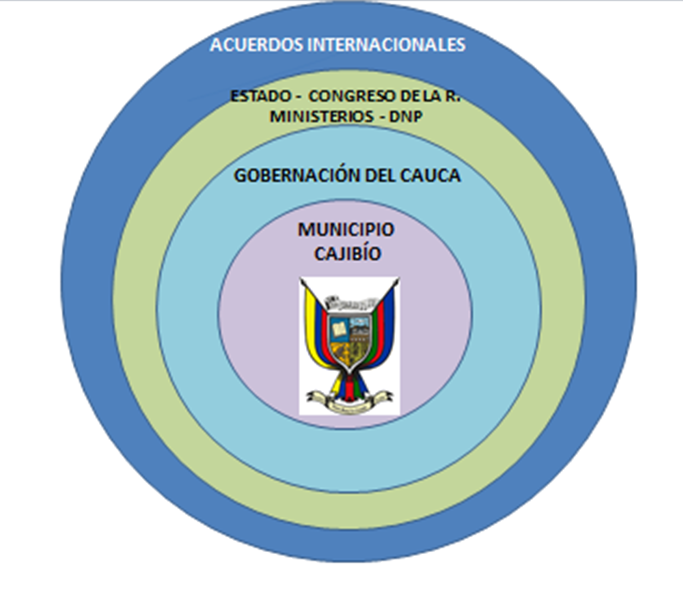 ACUERDOS INTERNACIONALES
ESTADO - CONGRESO DE LA R.
MINISTERIOS - DNP
GOBERNACIÓN DEL CAUCA
MUNICIPIO
CAJIBÍO